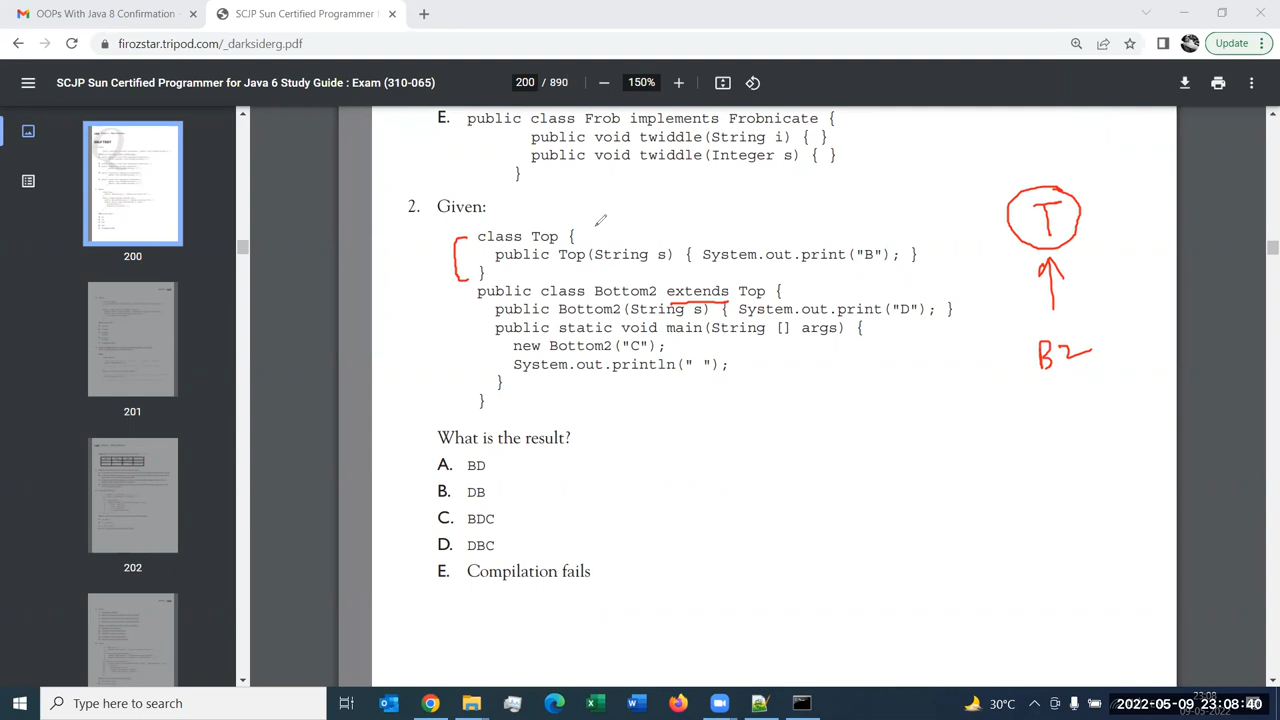 OOPs With Java 8 Confirmation
SCJP Sun Certified Programmer
Update
firozstar.tripod.com/_darksiderg.pdf
SCJP Sun Certified Programmer for Java 6 Study Guide : Exam (310-065)
200 / 890
150%
E. public class Frob implements Frobnicate {
public void twiddle(String i) { }
public void twiddle(Integer s) { }
}
2. Given:
class Top {
public Top(String s) { System.out.print("B"); }
}
public class Bottom2 extends Top {
public Bottom2(String s) { System.out.print("D"); }
public static void main(String [] args) {
new Bottom2("C");
System.out.println(" ");
}
}
What is the result?
A. BD
B. DB
C. BDC
D. DBC
E. Compilation fails
T
B2
200
201
202
Type here to search
30°C
23:08
2022-05-09 23:08:40